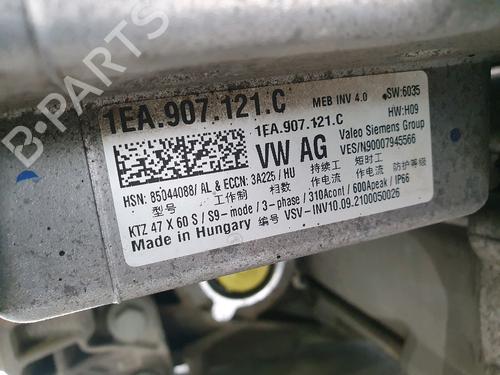 B-PARTS
1EA.907.121.C MEB INV 4.0 SW:6035
1EA.907.121.C HW:H09
VW AG Valeo Siemens Group
VES/N90007945566
HSN: 85044088/ AL & ECCN: 3A225 / HU
型号 工作制 相数 持续工作电流 短时工作电流 防护等级
KTZ 47 X 60 S / S9-mode / 3-phase / 310Acont / 600Apeak / IP66
Made in Hungary 编号 VSV-INV10.09.2100050026